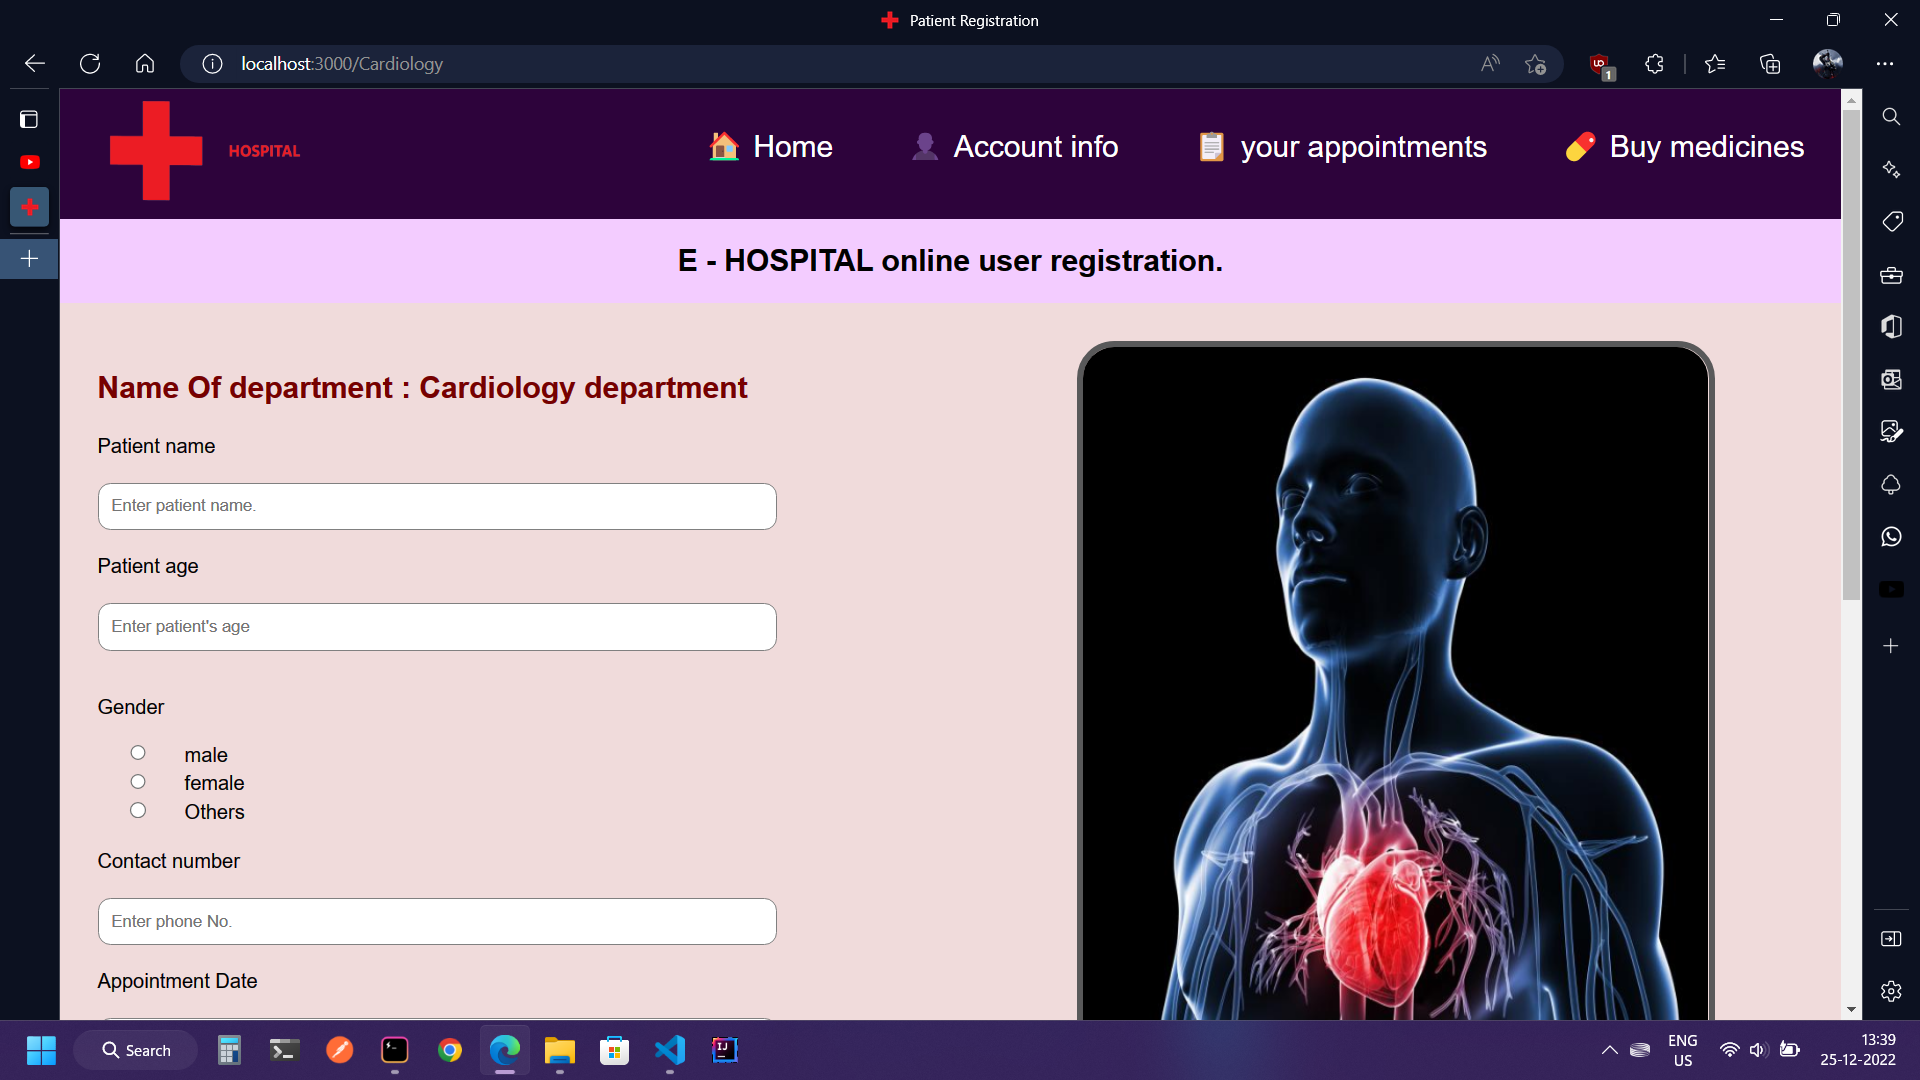 Patient Registration
localhost:3000/Cardiology
1
HOSPITAL
Home
Account info
your appointments
Buy medicines
E - HOSPITAL online user registration.
Name Of department : Cardiology department
Patient name
Enter patient name.
Patient age
Enter patient's age
Gender
male
female
Others
Contact number
Enter phone No.
Appointment Date
Search
ENG
US
13:39
25-12-2022